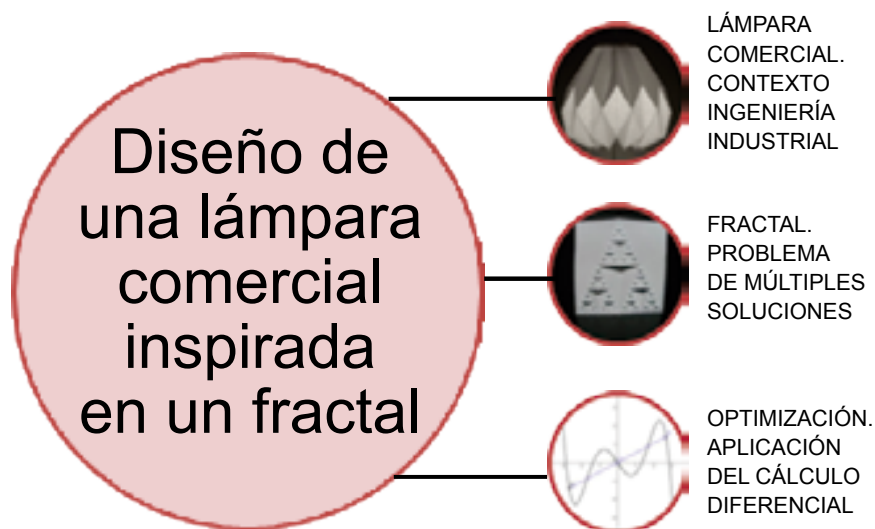 Diseño de
una lámpara
comercial
inspirada
en un fractal
LÁMPARA
COMERCIAL.
CONTEXTO
INGENIERÍA
INDUSTRIAL
FRACTAL.
PROBLEMA
DE MÚLTIPLES
SOLUCIONES
OPTIMIZACIÓN.
APLICACIÓN
DEL CÁLCULO
DIFERENCIAL